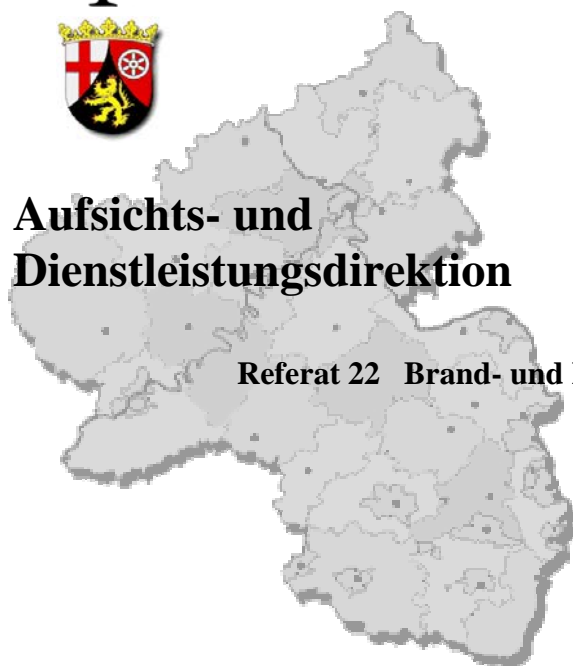 Aufsichts- und
Dienstleistungsdirektion
Referat 22 Brand- und